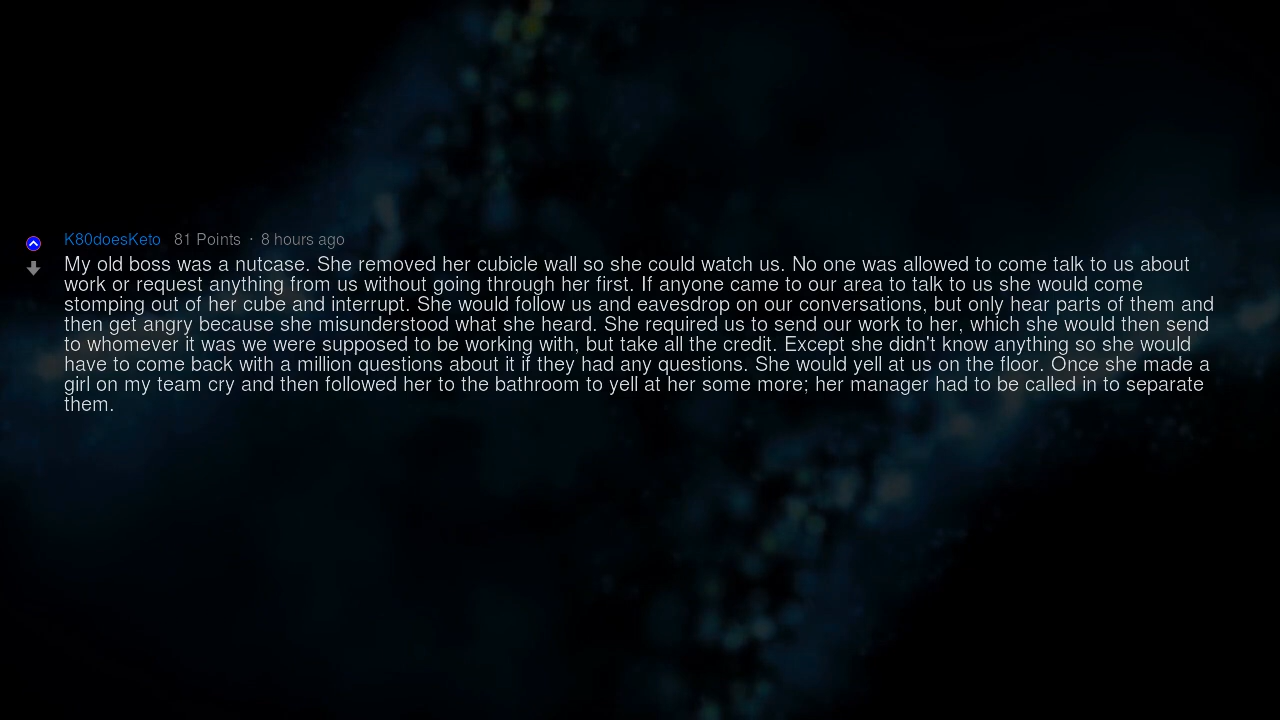 K80doesKeto 81 Points · 8 hours ago
My old boss was a nutcase. She removed her cubicle wall so she could watch us. No one was allowed to come talk to us about
work or request anything from us without going through her first. If anyone came to our area to talk to us she would come
stomping out of her cube and interrupt. She would follow us and eavesdrop on our conversations, but only hear parts of them and
then get angry because she misunderstood what she heard. She required us to send our work to her, which she would then send
to whomever it was we were supposed to be working with, but take all the credit. Except she didn't know anything so she would
have to come back with a million questions about it if they had any questions. She would yell at us on the floor. Once she made a
girl on my team cry and then followed her to the bathroom to yell at her some more; her manager had to be called in to separate
them.